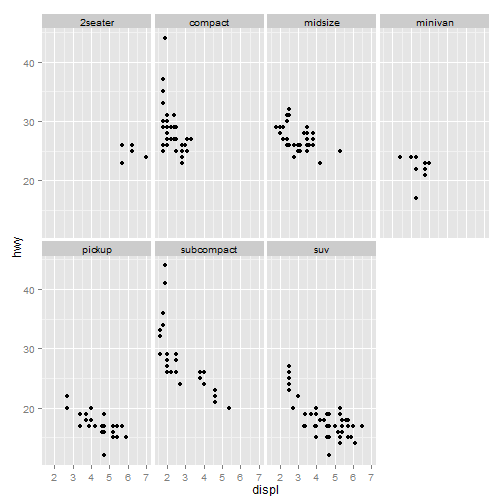 2seater compact midsize minivan
40
30
20
hwy
pickup subcompact suv
40
30
20
2 3 4 5 6 7 2 3 4 5 6 7 2 3 4 5 6 7
displ